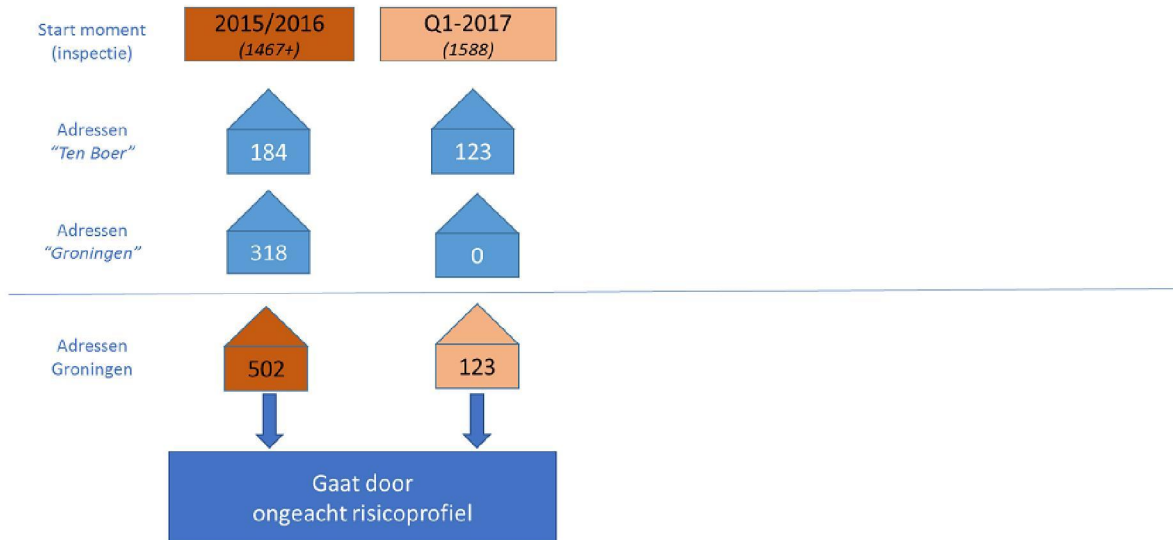 Start moment
(inspectie)
2015/2016
(1467+)
Q1-2017
(1588)
Adressen
"Ten Boer"
184
123
Adressen
"Groningen"
318
0
Adressen
Groningen
502
123
Gaat door
ongeacht risicoprofiel